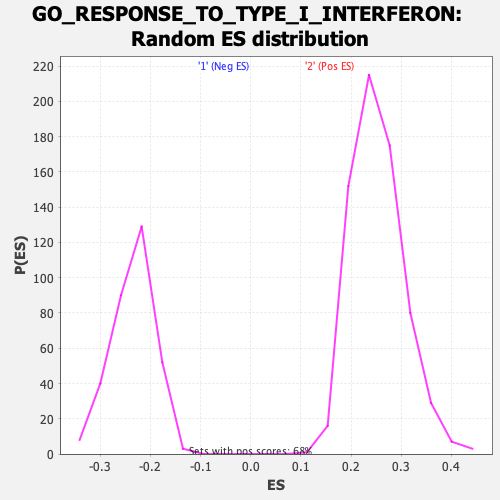 GO_RESPONSE_TO_TYPE_I_INTERFERON:
Random ES distribution
'1' (Neg ES) '2' (Pos ES)
220
200
180
160
140
120
100
80
60
40
20
0
P(ES)
Sets with pos scores: 68%
-0.3 -0.2 -0.1 0.0 0.1 0.2 0.3 0.4
ES